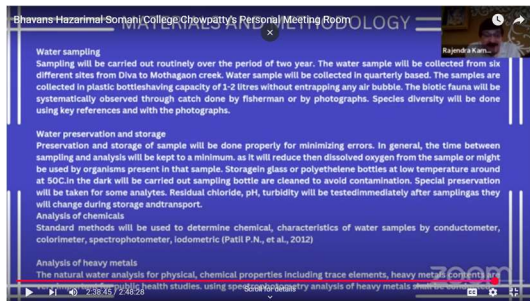 Bhavans Hazarimal Somani College Chowpatty's Personal Meeting Room
MATERIALS AND METHODOLOGY
Rajendra Kam...
Water sampling
Sampling will be carried out routinely over the period of two year. The water sample will be collected from six
different sites from Diva to Mothagaon creek. Water sample will be collected in quarterly based. The samples are
collected in plastic bottleshaving capacity of 1-2 litres without entrapping any air bubble. The biotic fauna will be
systematically observed through catch done by fisherman or by photographs. Species diversity will be done
using key references and with the photographs.
Water preservation and storage
Preservation and storage of sample will be done properly for minimizing errors. In general, the time between
sampling and analysis will be kept to a minimum. as it will reduce then dissolved oxygen from the sample or might
be used by organisms present in that sample. Storagein glass or polyethelene bottles at low temperature around
at 5OC.in the dark will be carried out sampling bottle are cleaned to avoid contamination. Special preservation
will be taken for some analytes. Residual chloride, pH, turbidity will be testedimmediately after samplingas they
will change during storage andtransport.
Analysis of chemicals
Standard methods will be used to determine chemical, characteristics of water samples by conductometer,
colorimeter, spectrophotometer, iodometric (Patil P.N., et al., 2012)
Analysis of heavy metals
The natural water analysis for physical, chemical properties including trace elements, heavy metals contents are
for public health studies. using spectrophotometry analysis of heavy metals shall be
zoom
2:38:45 / 2:48:28
Scroll for details
CC